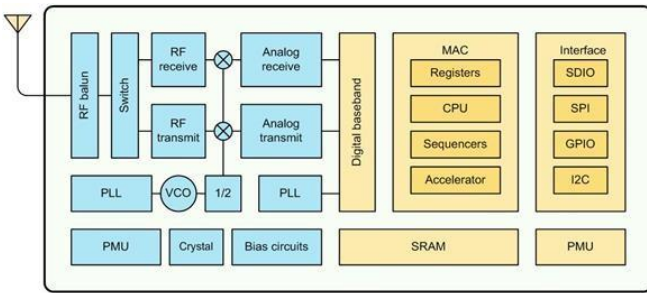 RF balun
Switch
RF
receive
Analog
receive
RF
transmit
Analog
transmit
PLL
VCO
1/2
PLL
Digital baseband
MAC
Registers
CPU
Sequencers
Accelerator
Interface
SDIO
SPI
GPIO
I2C
PMU
Crystal
Bias circuits
SRAM
PMU